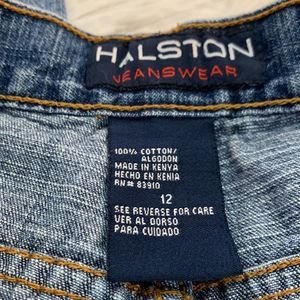 HALSTON
JEANSWEAR
100% COTTON/
ALGODON
MADE IN KENYA
HECHO EN KENIA
RN# 83910
12
SEE REVERSE FOR CARE
VER AL DORSO
PARA CUIDADO